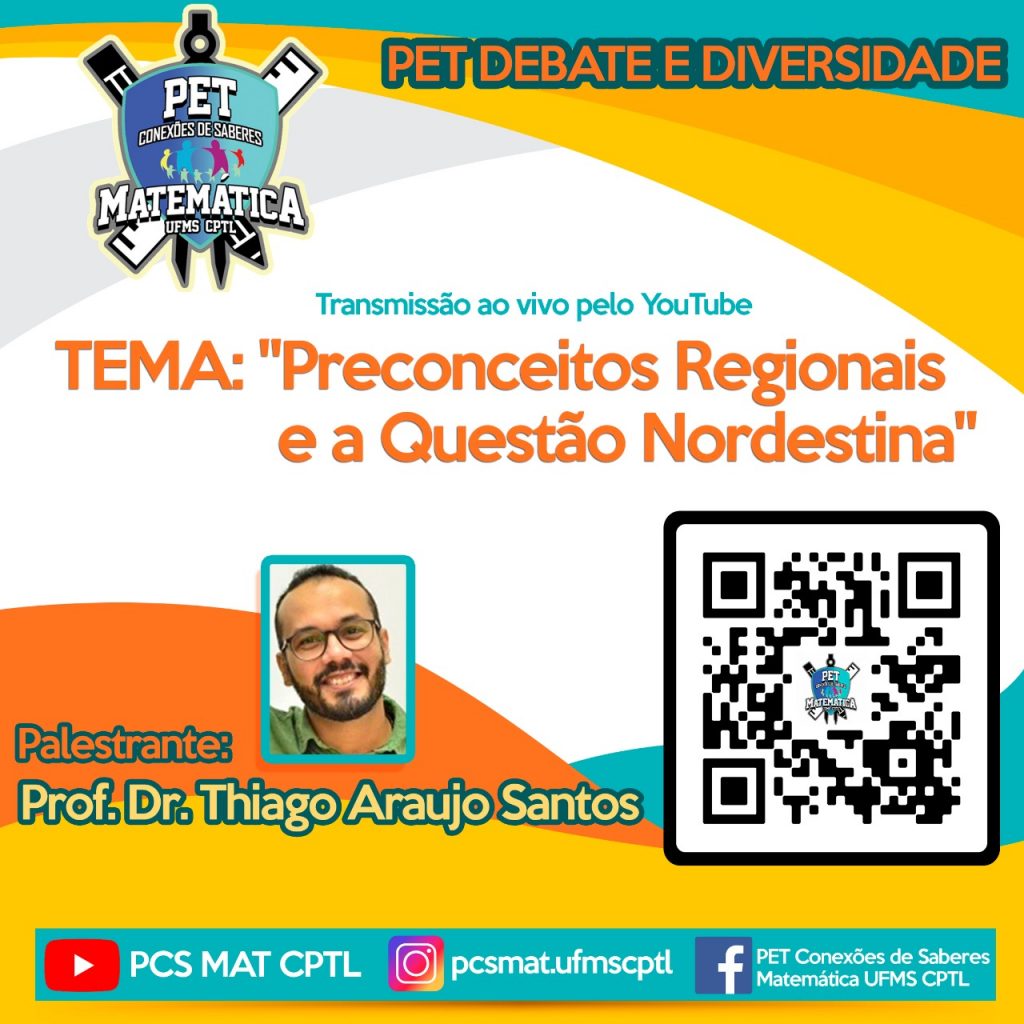 PET DEBATE E DIVERSIDADE
PET
CONEXÕES DE SABERES
MATEMÁTICA
UFMS CPTL
Transmissão ao vivo pelo YouTube
TEMA: "Preconceitos Regionais
e a Questão Nordestina"
PET
MATEMÁTICA
Palestrante:
Prof. Dr. Thiago Araujo Santos
PCS MAT CPTL
pcsmat.ufmscptl
PET Conexões de Saberes
Matemática UFMS CPTL